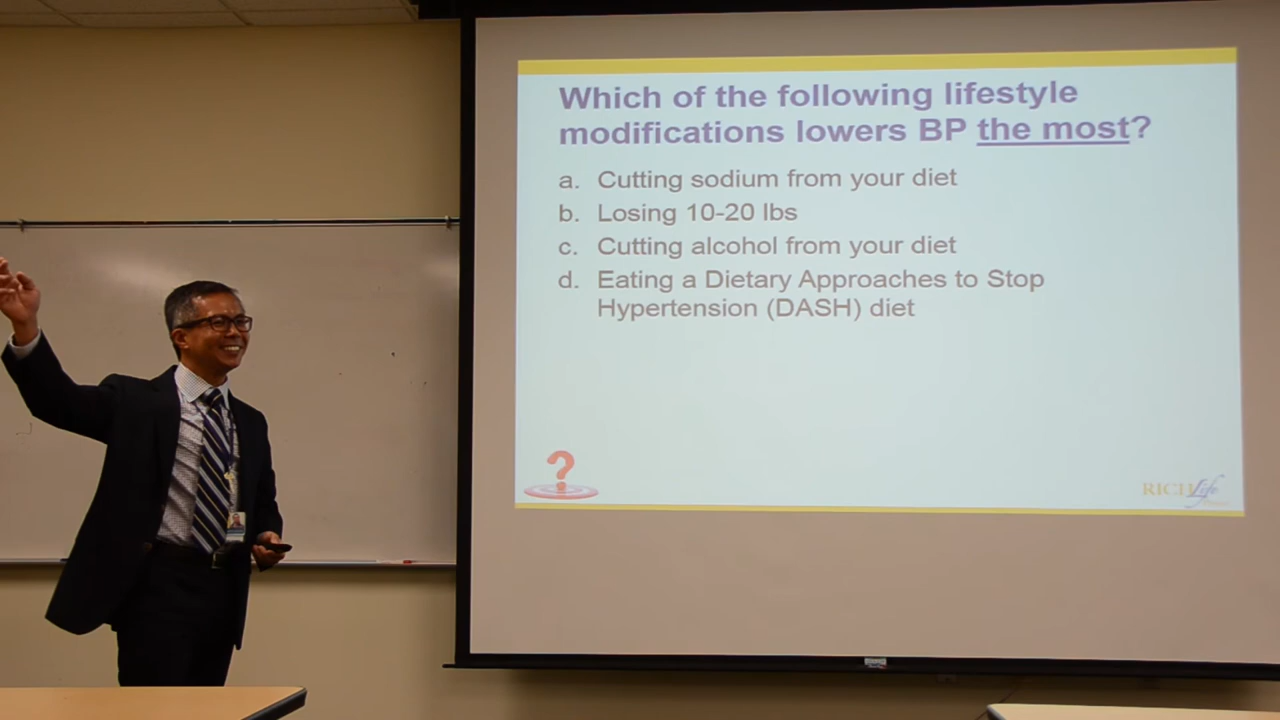 Which of the following lifestyle
modifications lowers BP the most?
a. Cutting sodium from your diet
b. Losing 10-20 lbs
c. Cutting alcohol from your diet
d. Eating a Dietary Approaches to Stop
Hypertension (DASH) diet
?
RICH Life